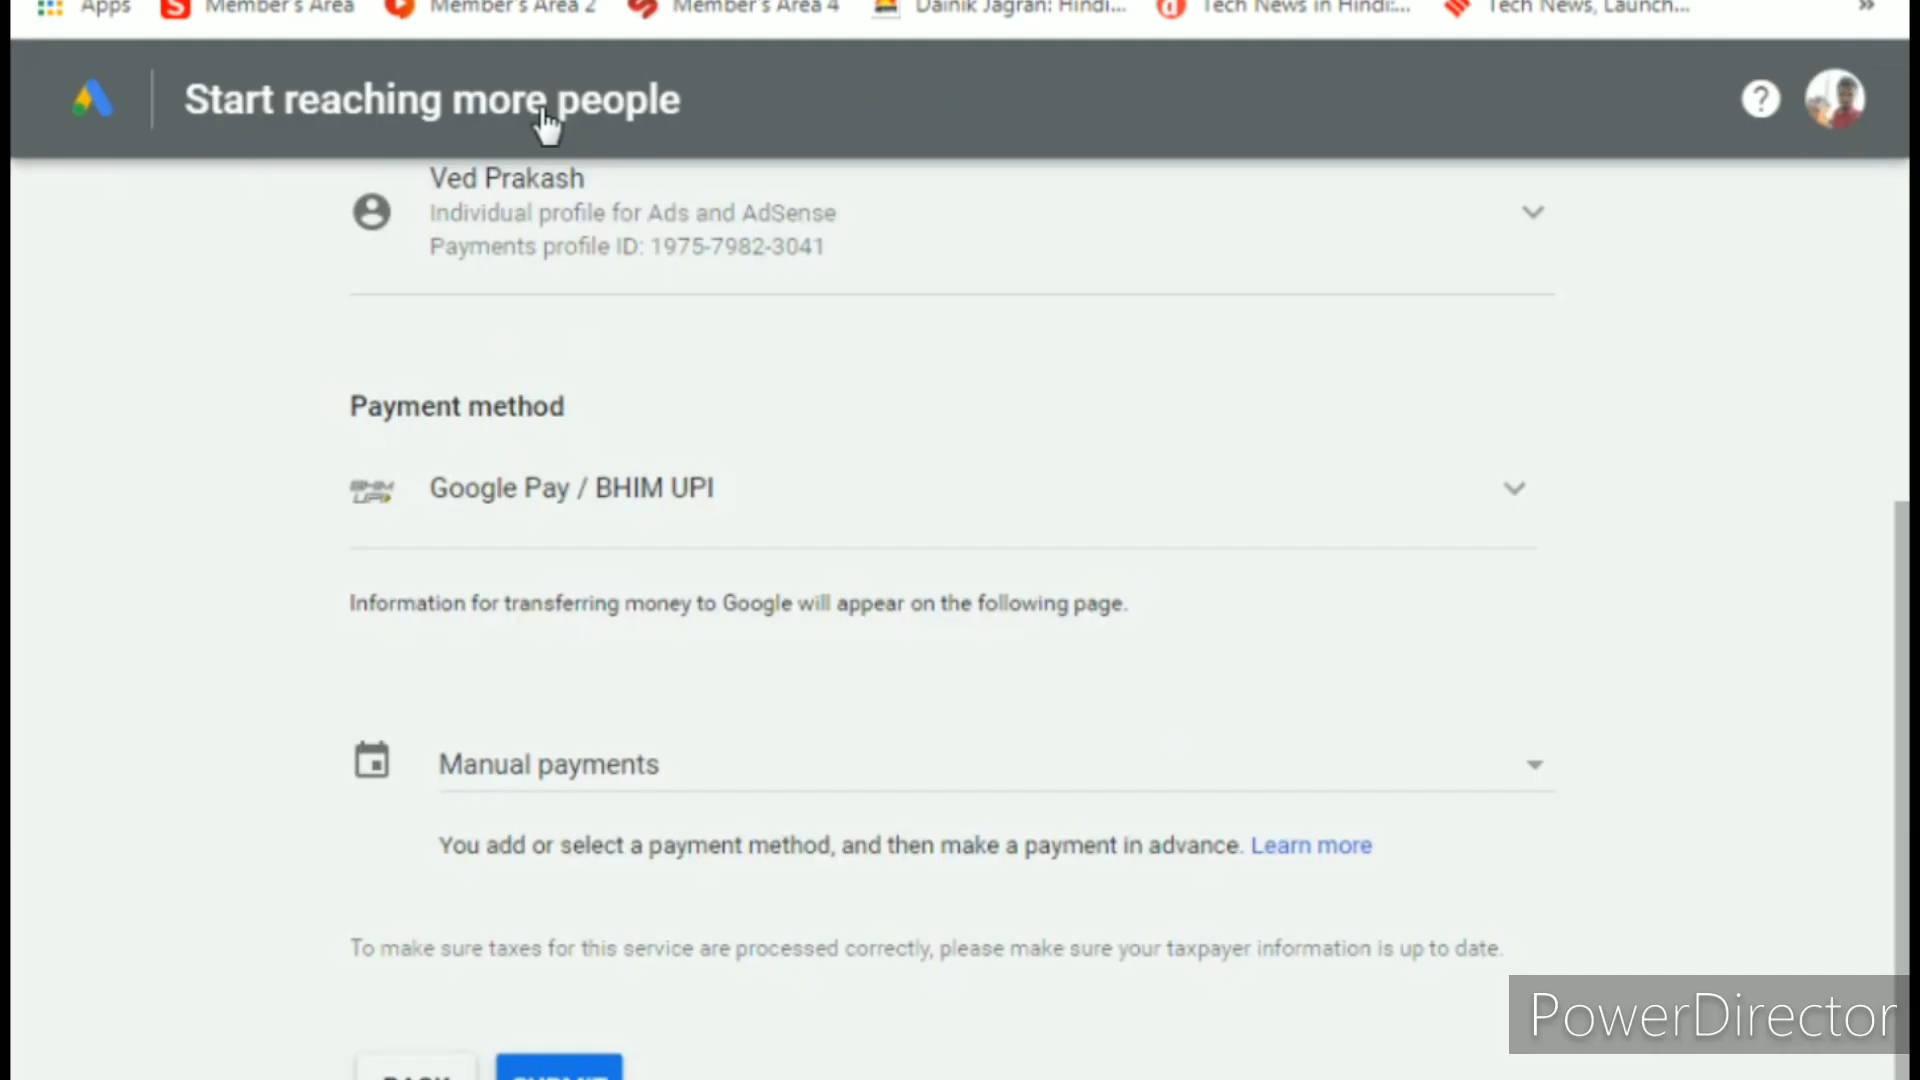 Apps Member's Area Member's Area 2 Member's Area 4 Dainik Jagran: Hindi... Tech News in Hindi:... Tech News, Launch... »
Start reaching more people
Ved Prakash
Individual profile for Ads and AdSense
Payments profile ID: 1975-7982-3041
Payment method
BHIM UPI Google Pay / BHIM UPI
Information for transferring money to Google will appear on the following page.
Manual payments
You add or select a payment method, and then make a payment in advance. Learn more
To make sure taxes for this service are processed correctly, please make sure your taxpayer information is up to date.
PowerDirector
BACK SUBMIT